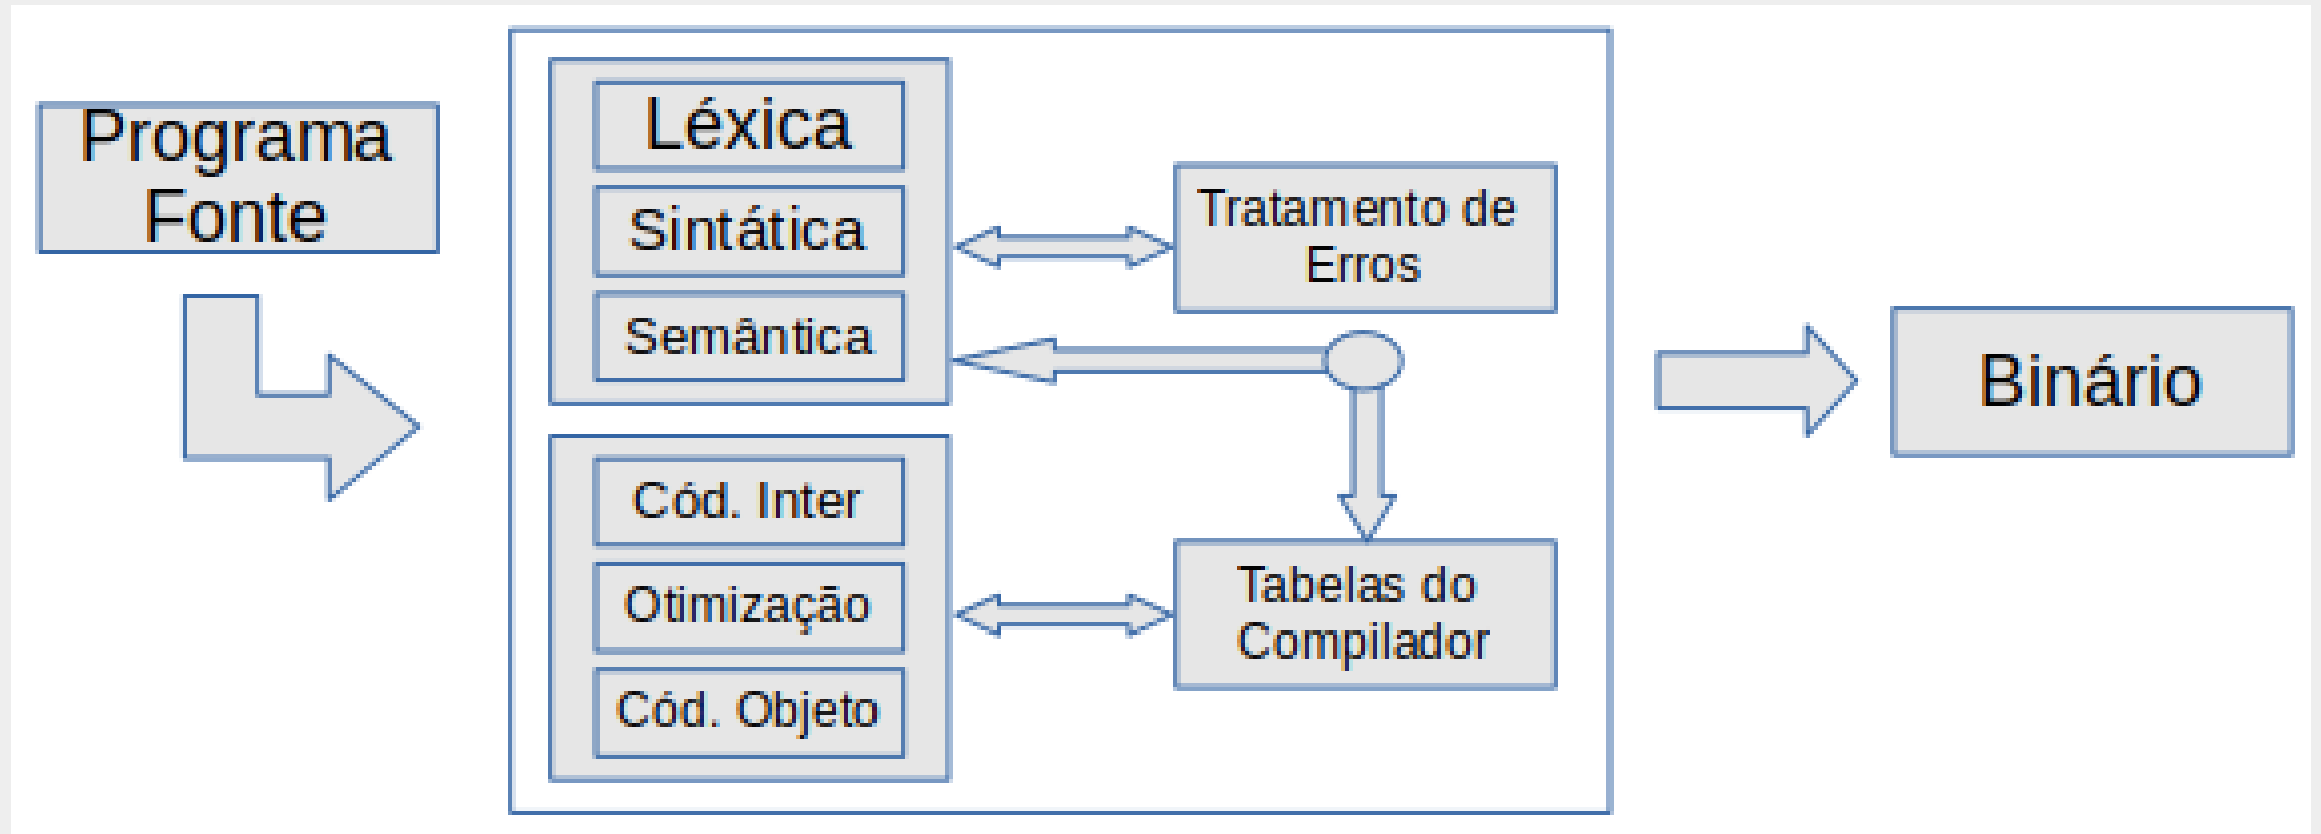 Programa
Fonte
Léxica
Sintática
Semântica
Tratamento de
Erros
Cód. Inter
Otimização
Cód. Objeto
Tabelas do
Compilador
Binário